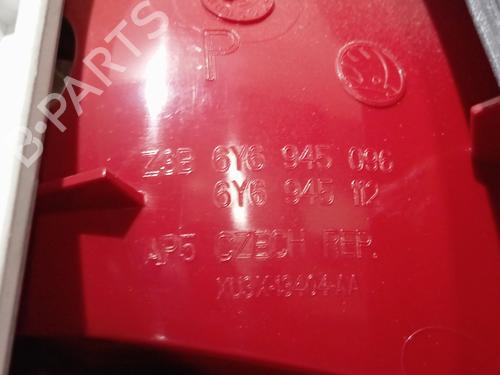 B-PARTS
P
Z3B 6Y6 945 096
6Y6 945 112
AP5 CZECH REP.
XU3X-13404-AA